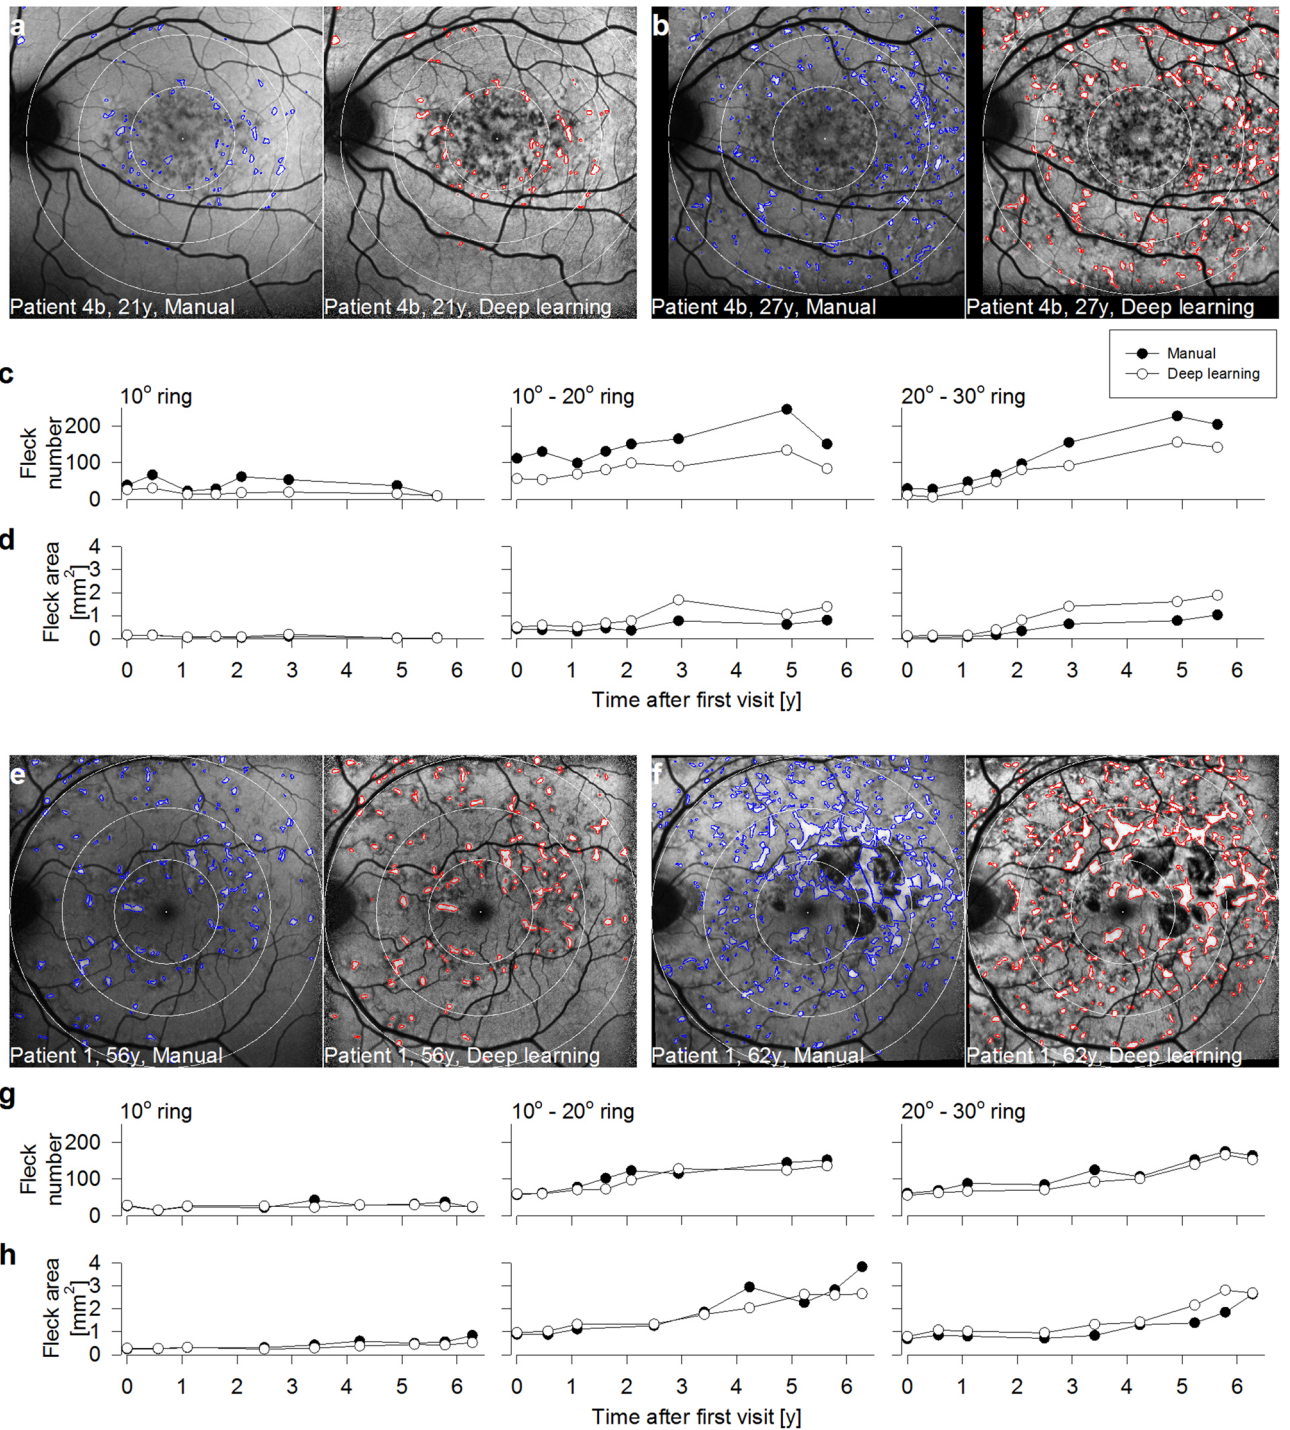 a
b
Patient 4b, 21y, Manual
Patient 4b, 21y, Deep learning
Patient 4b, 27y, Manual
Patient 4b, 27y, Deep learning
Manual
Deep learning
c
10° ring
10° - 20° ring
20° - 30° ring
Fleck
number
200
100
0
d
Fleck area
[mm²]
4
3
2
1
0
0 1 2 3 4 5 6
0 1 2 3 4 5 6
0 1 2 3 4 5 6
Time after first visit [y]
e
f
Patient 1, 56y, Manual
Patient 1, 56y, Deep learning
Patient 1, 62y, Manual
Patient 1, 62y, Deep learning
g
10° ring
10° - 20° ring
20° - 30° ring
Fleck
number
200
100
0
h
Fleck area
[mm²]
4
3
2
1
0
0 1 2 3 4 5 6
0 1 2 3 4 5 6
0 1 2 3 4 5 6
Time after first visit [y]